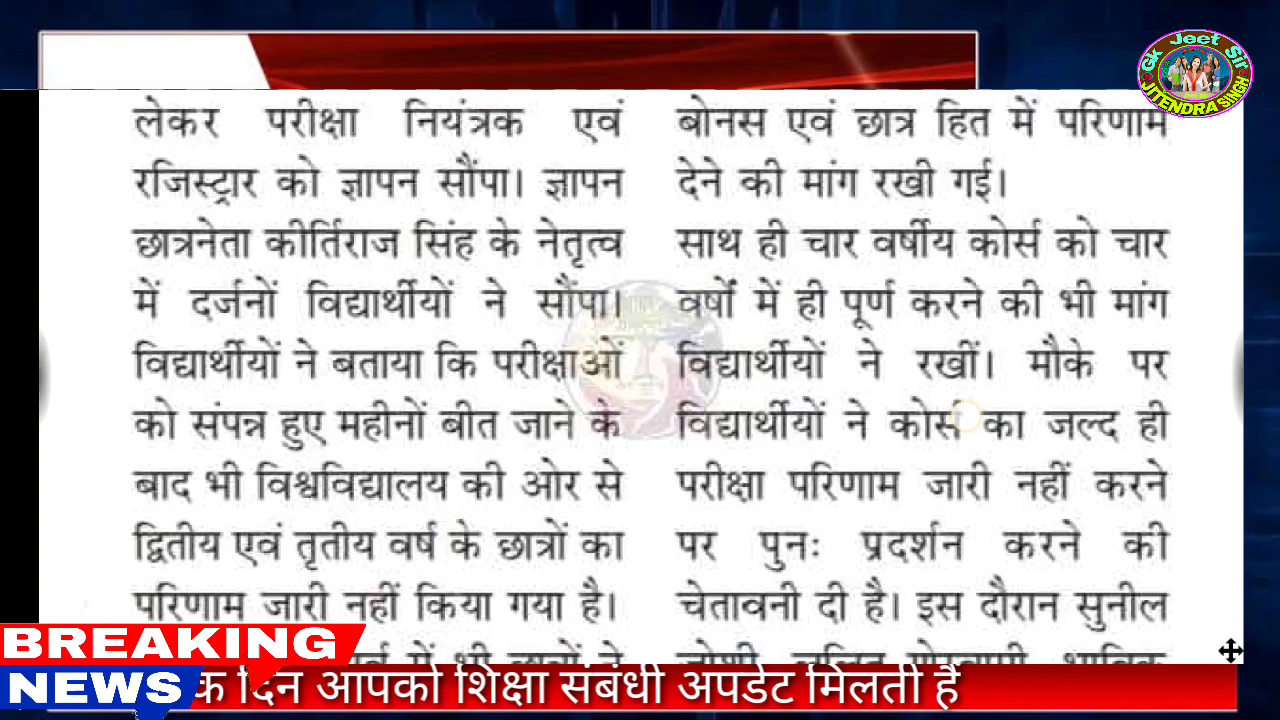 Gk Jeet Sir
JITENDRA SINGH
लेकर परीक्षा नियंत्रक एवं
रजिस्ट्रार को ज्ञापन सौंपा। ज्ञापन
छात्रनेता कीर्तिराज सिंह के नेतृत्व
में दर्जनों विद्यार्थीयों ने सौंपा।
विद्यार्थीयों ने बताया कि परीक्षाओं
को संपन्न हुए महीनों बीत जाने के
बाद भी विश्वविद्यालय की ओर से
द्वितीय एवं तृतीय वर्ष के छात्रों का
परिणाम जारी नहीं किया गया है।
में भी छात्रों ने
बोनस एवं छात्र हित में परिणाम
देने की मांग रखी गई।
साथ ही चार वर्षीय कोर्स को चार
वर्षों में ही पूर्ण करने की भी मांग
विद्यार्थीयों ने रखीं। मौके पर
विद्यार्थीयों ने कोर्स का जल्द ही
परीक्षा परिणाम जारी नहीं करने
पर पुनः प्रदर्शन करने की
चेतावनी दी है। इस दौरान सुनील
BREAKING
NEWS
दिन आपको शिक्षा संबंधी अपडेट मिलती हैं